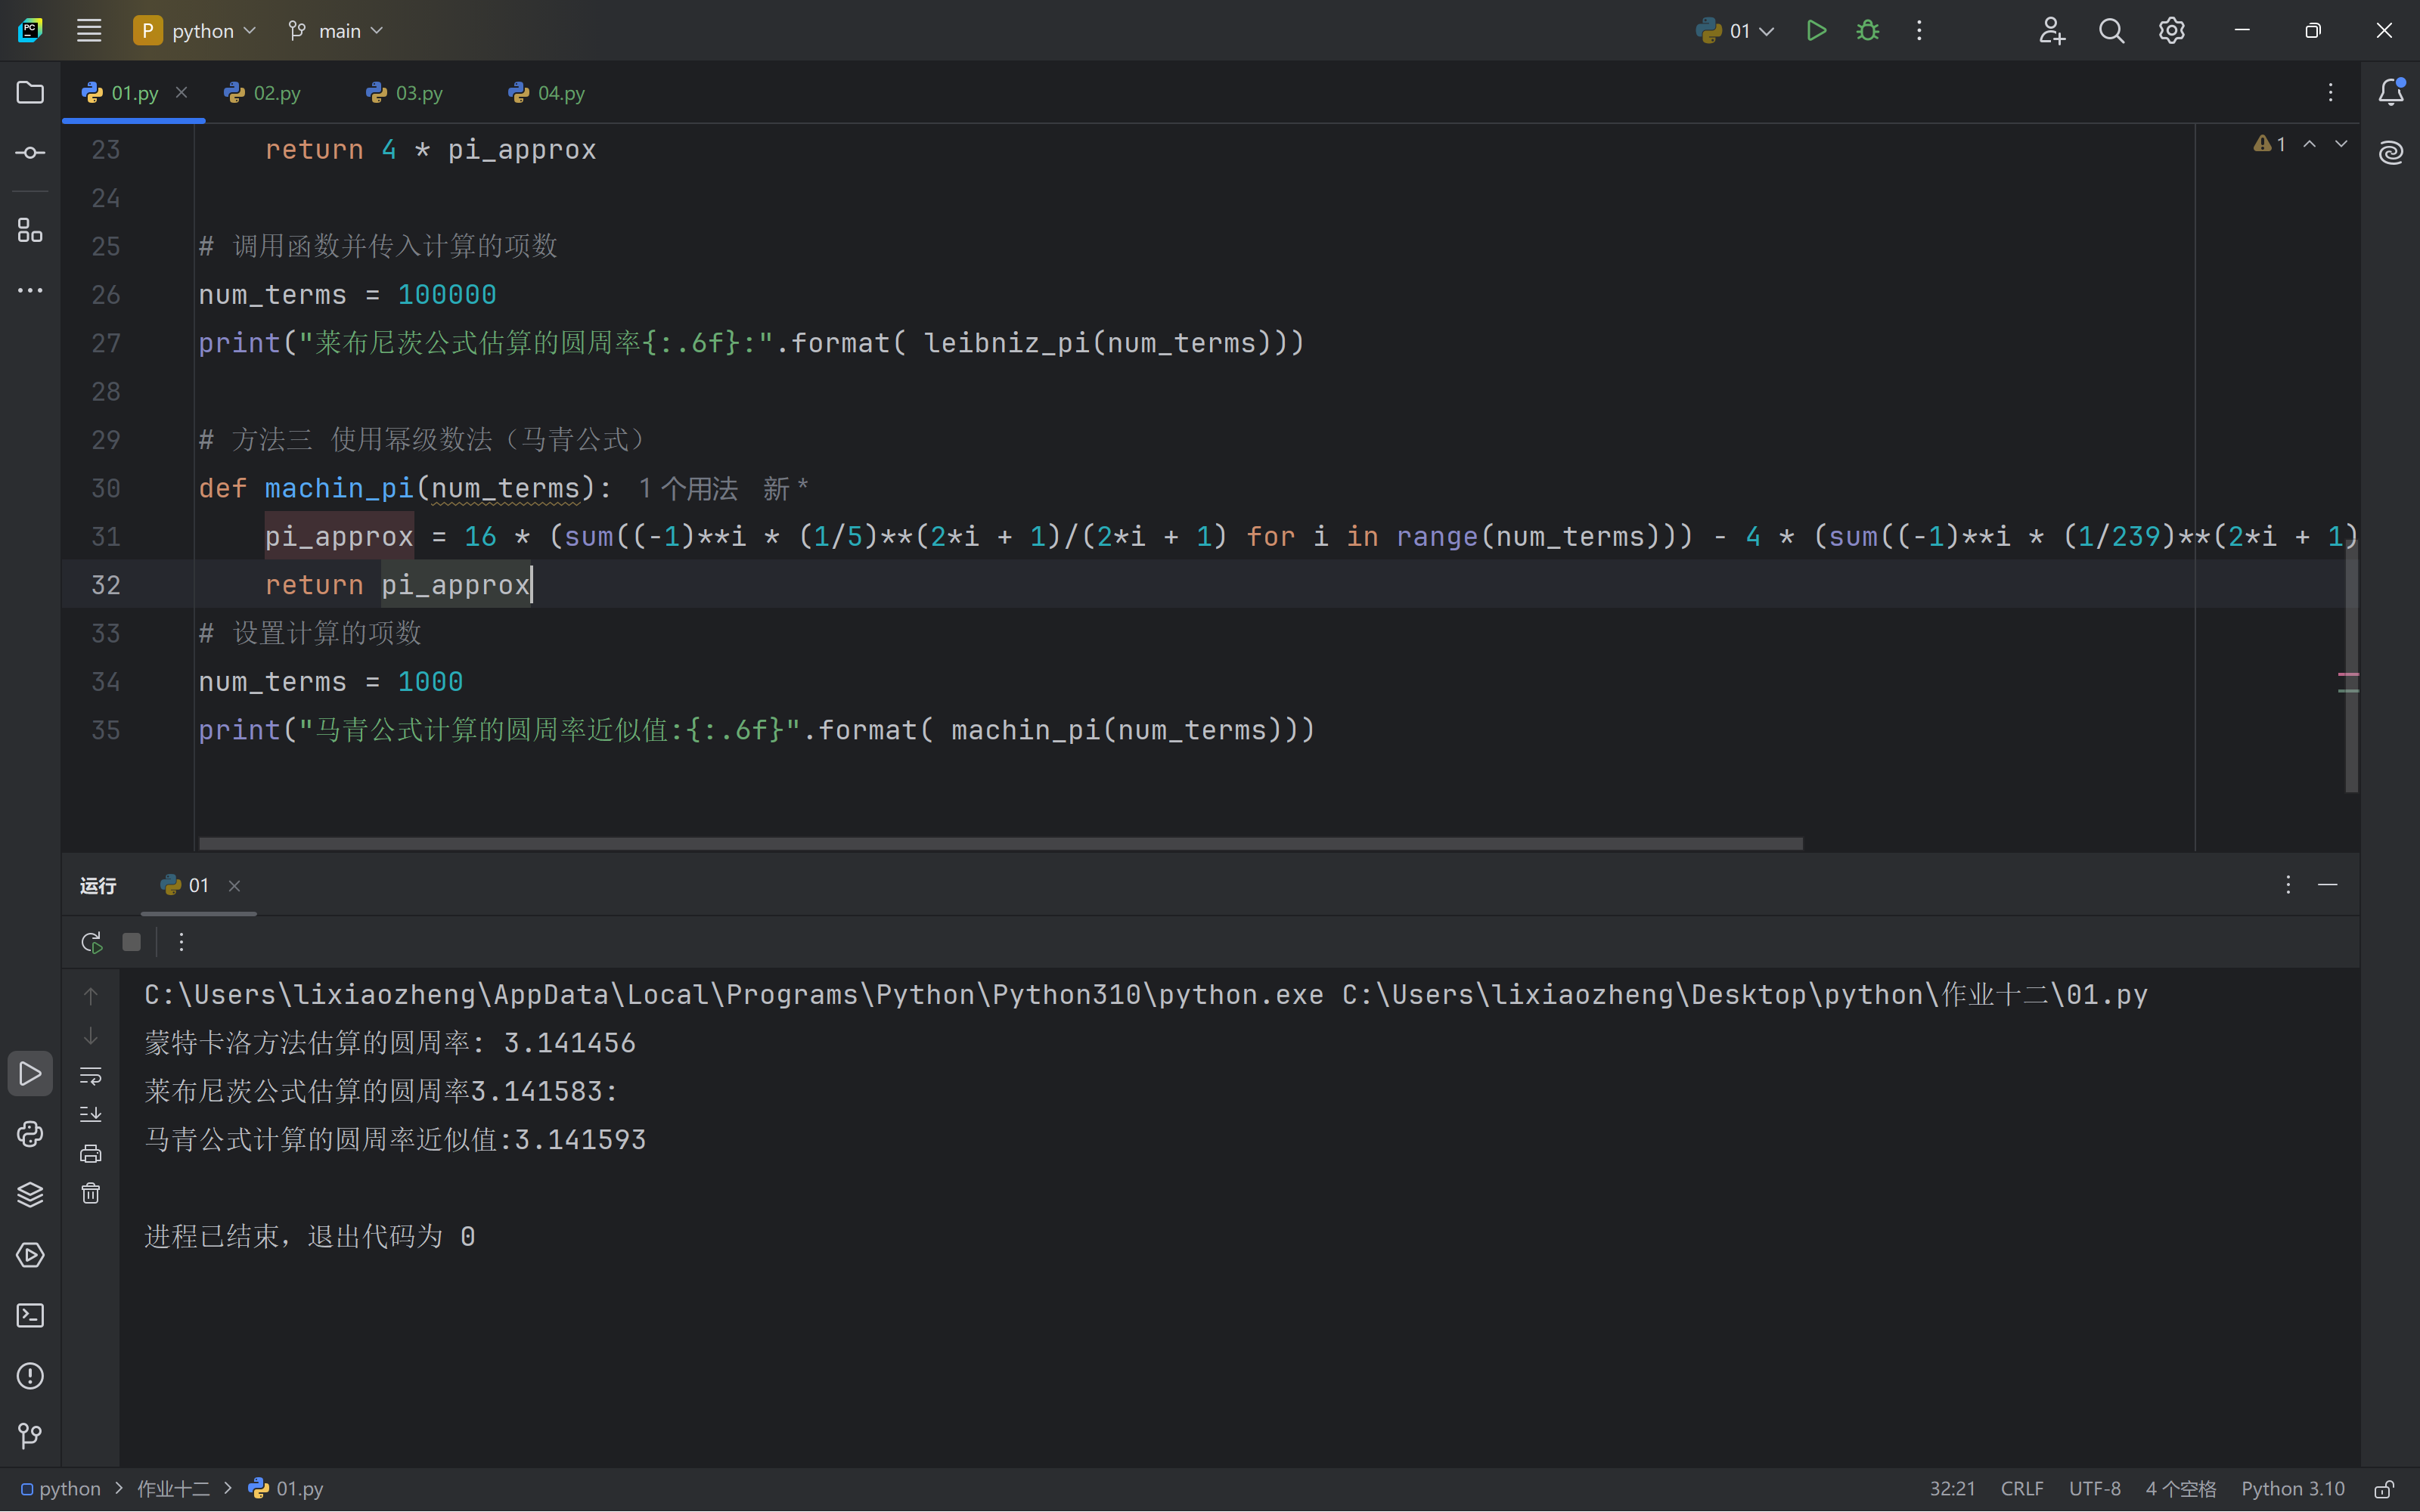 PC
P python main 01
01.py 02.py 03.py 04.py
1
23 return 4 * pi_approx
24
25 # 调用函数并传入计算的项数
26 num_terms = 100000
27 print("莱布尼茨公式估算的圆周率{:.6f}:".format( leibniz_pi(num_terms)))
28
29 # 方法三 使用幂级数法（马青公式）
30 def machin_pi(num_terms): 1 个用法 新 *
31 pi_approx = 16 * (sum((-1)**i * (1/5)**(2*i + 1)/(2*i + 1) for i in range(num_terms))) - 4 * (sum((-1)**i * (1/239)**(2*i + 1)
32 return pi_approx
33 # 设置计算的项数
34 num_terms = 1000
35 print("马青公式计算的圆周率近似值:{:.6f}".format( machin_pi(num_terms)))
运行 01
C:\Users\lixiaozheng\AppData\Local\Programs\Python\Python310\python.exe C:\Users\lixiaozheng\Desktop\python\作业十二\01.py
蒙特卡洛方法估算的圆周率: 3.141456
莱布尼茨公式估算的圆周率3.141583:
马青公式计算的圆周率近似值:3.141593
进程已结束，退出代码为 0
python > 作业十二 > 01.py 32:21 CRLF UTF-8 4 个空格 Python 3.10